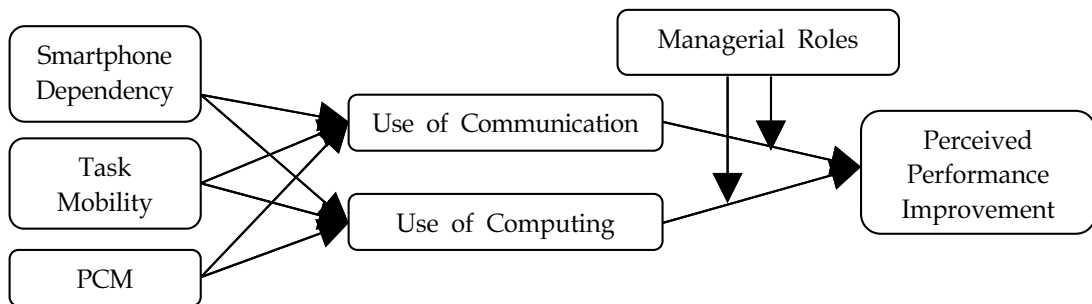 Smartphone
Dependency
Task
Mobility
PCM
Use of Communication
Use of Computing
Managerial Roles
Perceived
Performance
Improvement